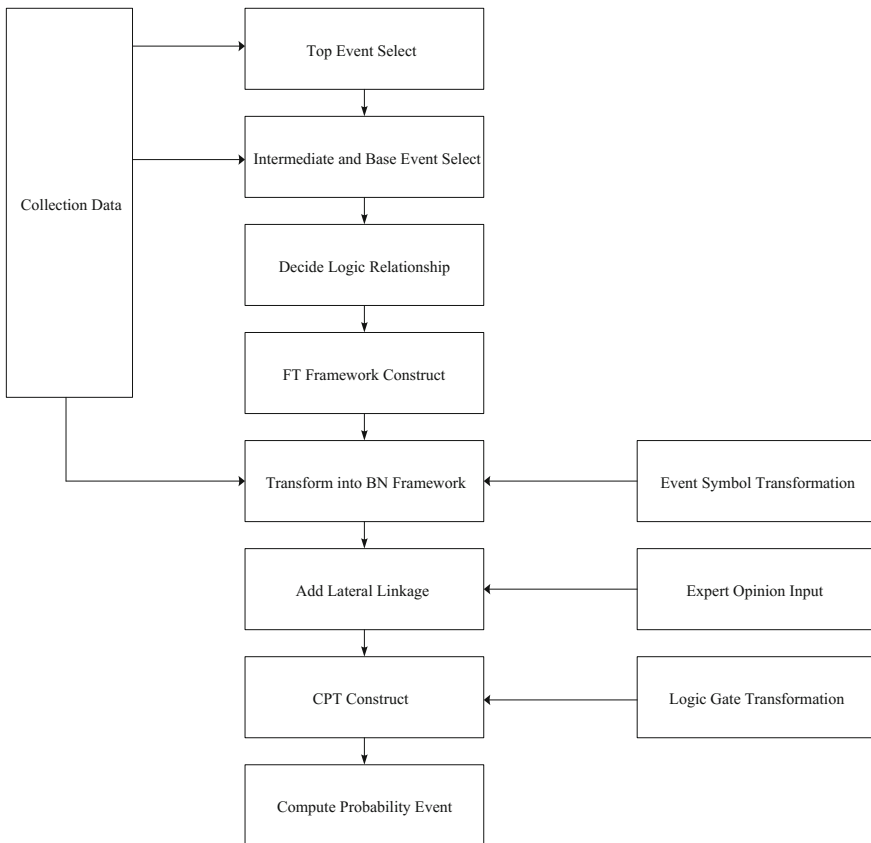 Top Event Select
Intermediate and Base Event Select
Collection Data
Decide Logic Relationship
FT Framework Construct
Transform into BN Framework
Event Symbol Transformation
Add Lateral Linkage
Expert Opinion Input
CPT Construct
Logic Gate Transformation
Compute Probability Event